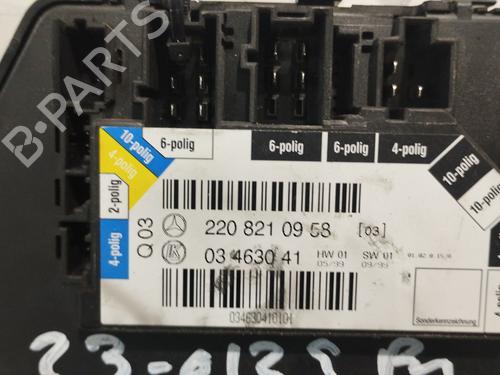 B-PARTS
10-polig
4-polig
6-polig
6-polig
6-polig
4-polig
10-polig
10-polig
2-polig
4-polig
Q 03
220 821 09 58 [03]
03 4630 41
HW 01
05/99
SW 01
09/99
034630410101
Sonderkennzeichnung